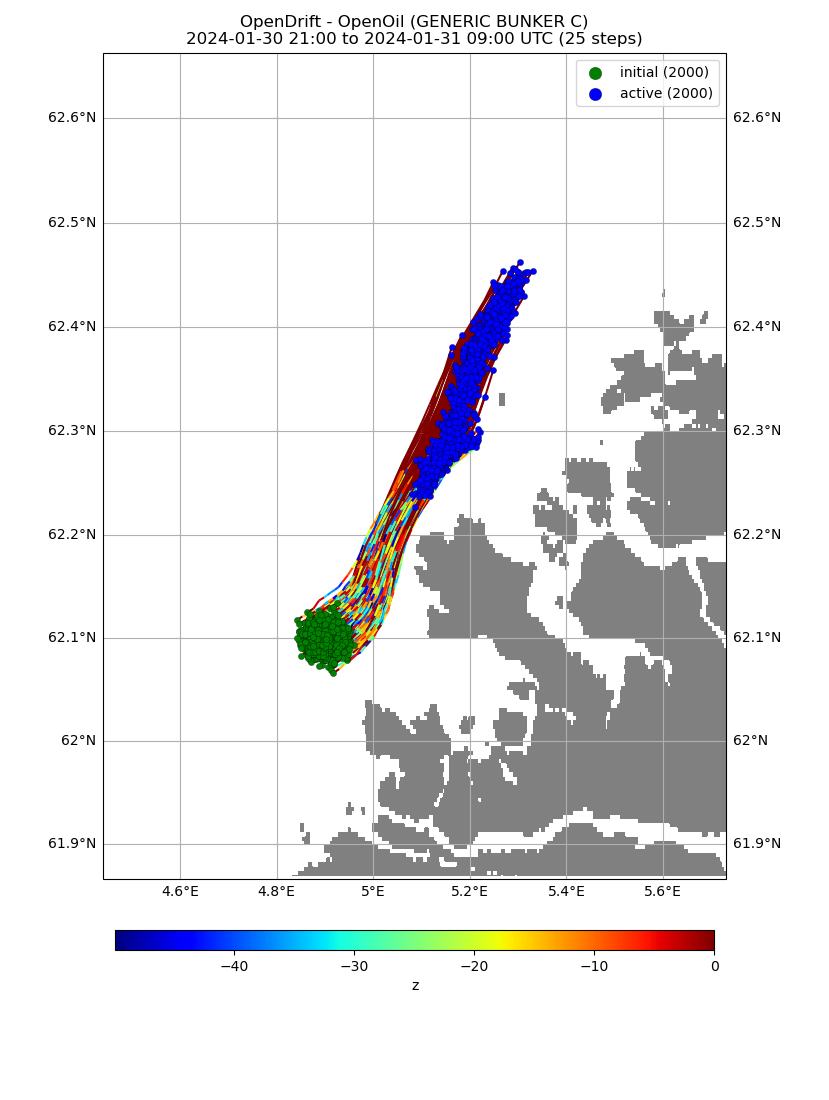 OpenDrift - OpenOil (GENERIC BUNKER C)
2024-01-30 21:00 to 2024-01-31 09:00 UTC (25 steps)
initial (2000)
active (2000)
62.6°N 62.6°N
62.5°N 62.5°N
62.4°N 62.4°N
62.3°N 62.3°N
62.2°N 62.2°N
62.1°N 62.1°N
62°N 62°N
61.9°N 61.9°N
4.6°E 4.8°E 5°E 5.2°E 5.4°E 5.6°E
−40 −30 −20 −10 0
z